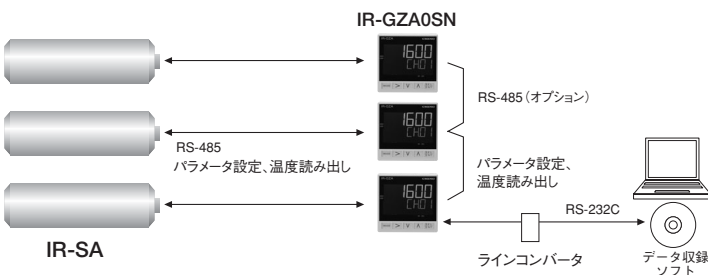 IR-GZA0SN
1600
CH01
RS-485（オプション）
1600
CH01
RS-485
パラメータ設定、温度読み出し
パラメータ設定、
温度読み出し
1600
CH01
RS-232C
IR-SA
ラインコンバータ
データ収録
ソフト